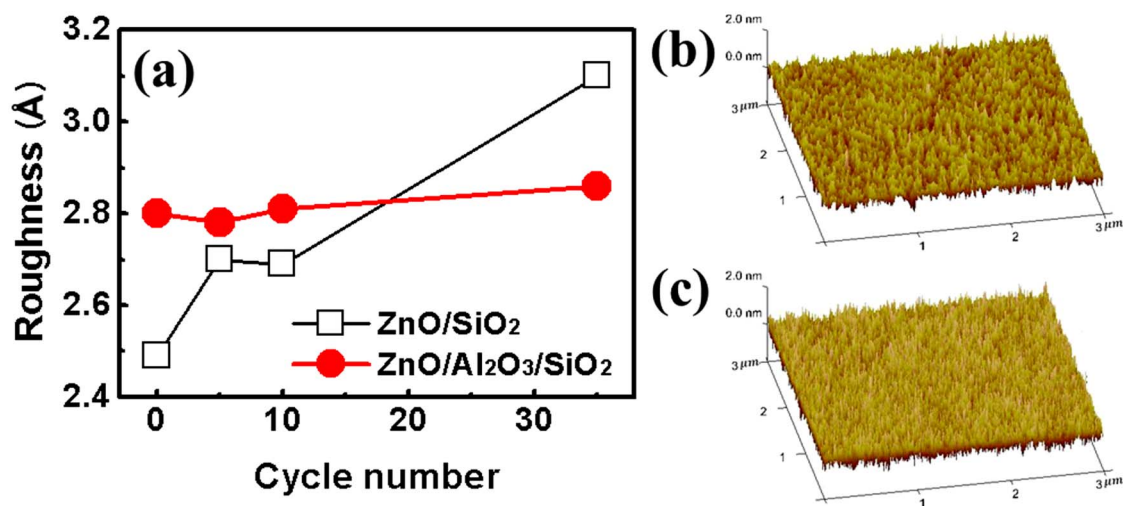 (a)
3.2
3.0
2.8
2.6
2.4
Roughness (Å)
ZnO/SiO₂
ZnO/Al₂O₃/SiO₂
0 10 20 30
Cycle number
(b)
2.0 nm
0.0 nm
3 μm
2
1
1
2
3 μm
(c)
2.0 nm
0.0 nm
3 μm
2
1
1
2
3 μm